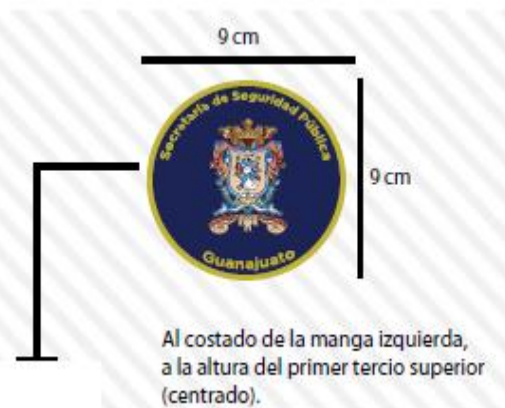 9 cm
Secretaría de Seguridad Pública
9 cm
Guanajuato
Al costado de la manga izquierda,
a la altura del primer tercio superior
(centrado).